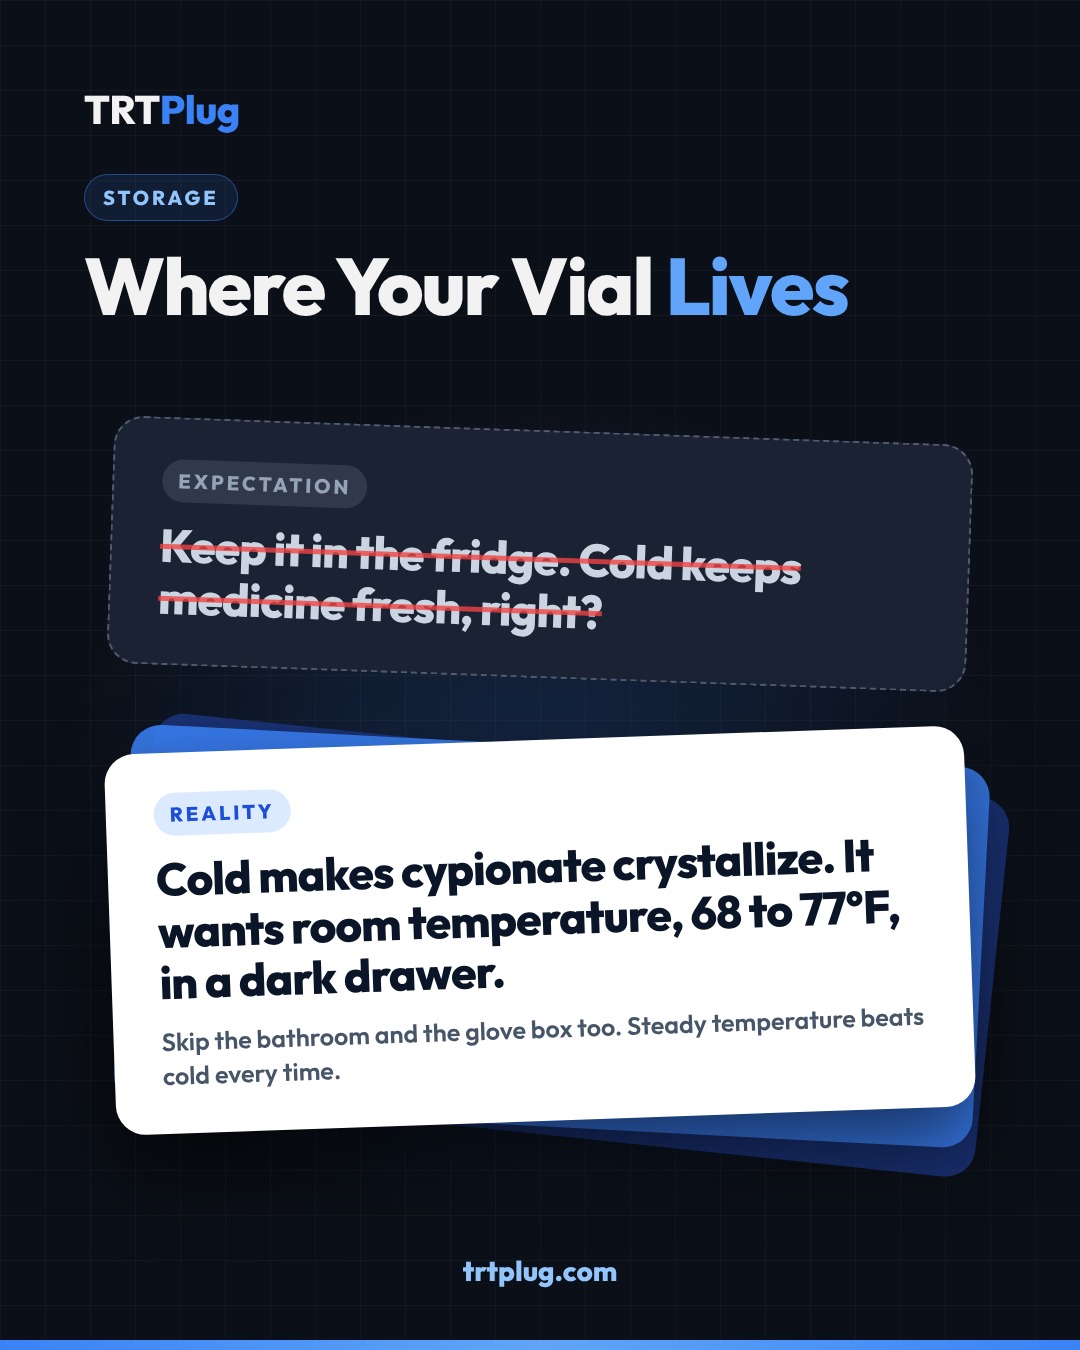 TRTPlug
STORAGE
Where Your Vial Lives
EXPECTATION
Keep it in the fridge. Cold keeps
medicine fresh, right?
REALITY
Cold makes cypionate crystallize. It
wants room temperature, 68 to 77°F,
in a dark drawer.
Skip the bathroom and the glove box too. Steady temperature beats
cold every time.
trtplug.com